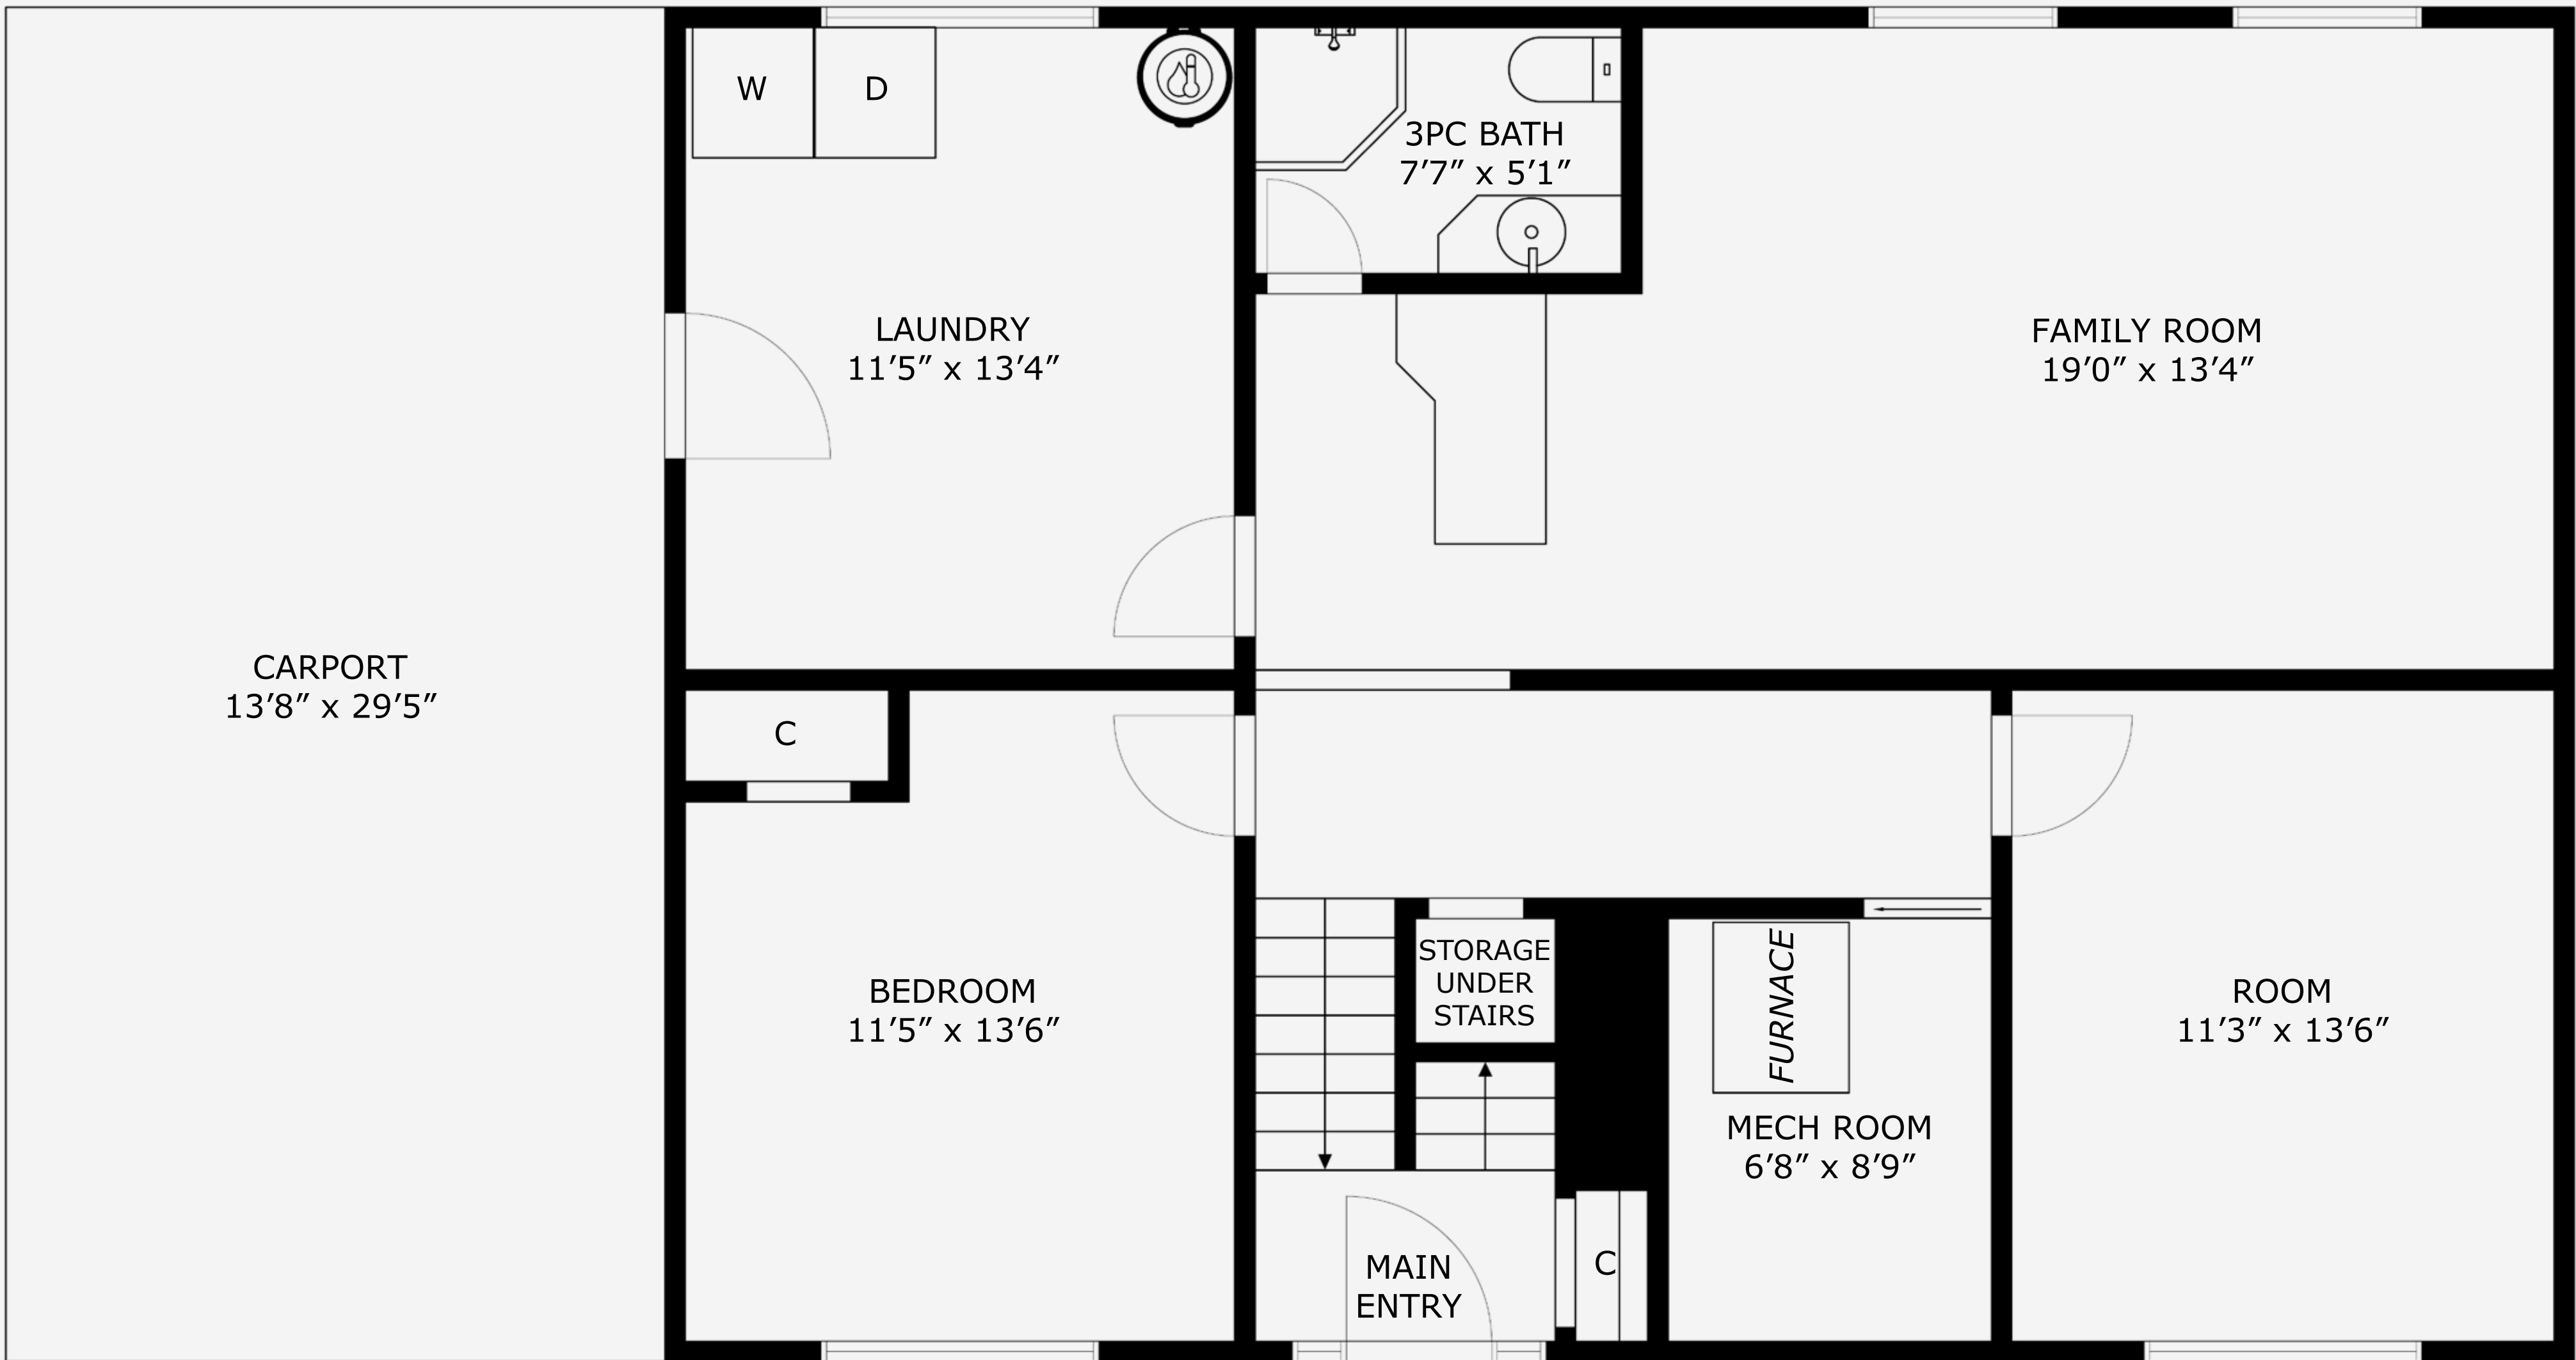 W
D
3PC BATH
7′7″ x 5′1″
LAUNDRY
11′5″ x 13′4″
FAMILY ROOM
19′0″ x 13′4″
CARPORT
13′8″ x 29′5″
C
BEDROOM
11′5″ x 13′6″
STORAGE
UNDER
STAIRS
FURNACE
MECH ROOM
6′8″ x 8′9″
ROOM
11′3″ x 13′6″
MAIN
ENTRY
C